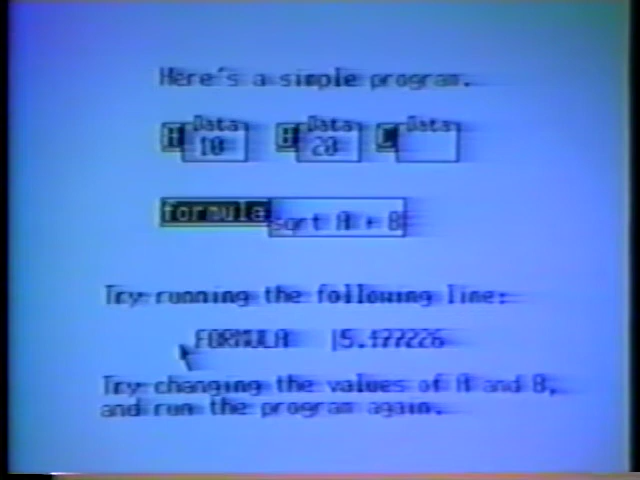 Here's a simple program.
A Data 10 B Data 20 C Data
formula sqrt A + B
Try running the following line:
FORMULA |5.477226
Try changing the values of A and B,
and run the program again.